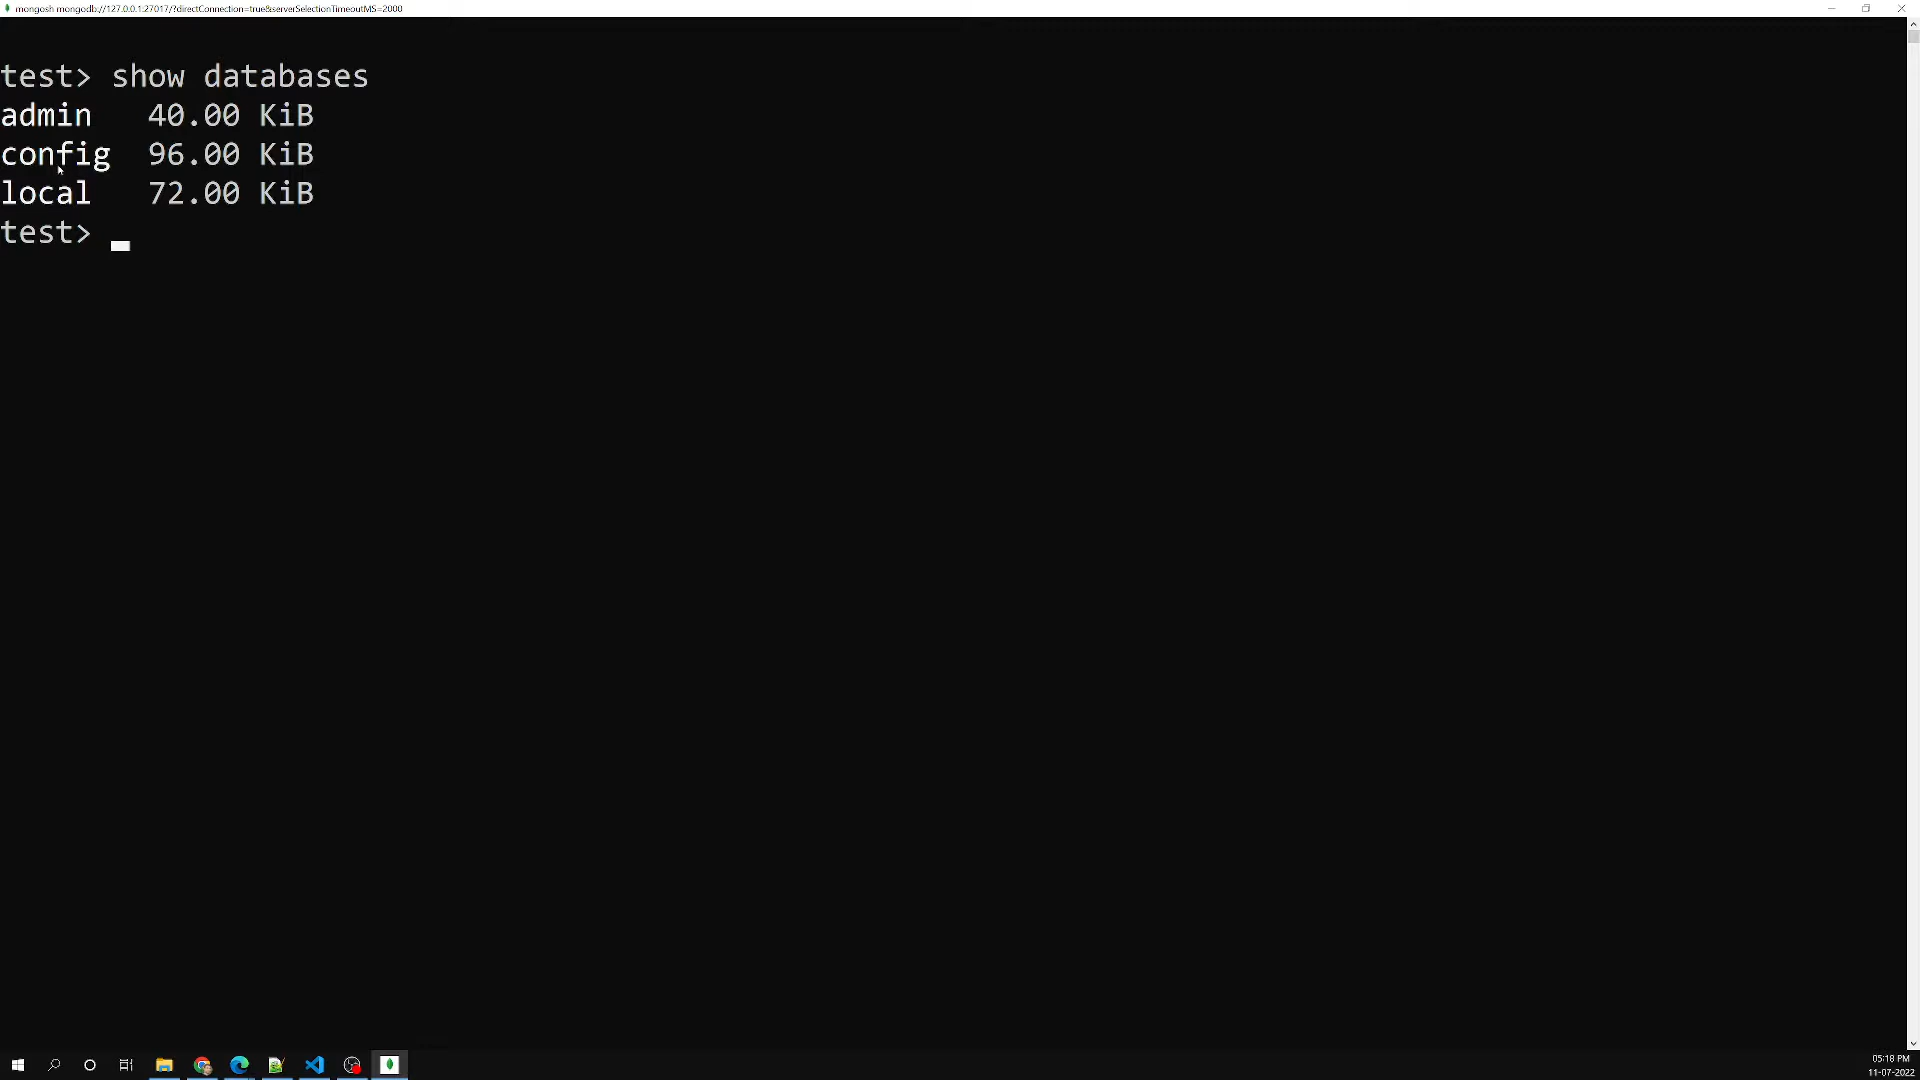 mongosh mongodb://127.0.0.1:27017/?directConnection=true&serverSelectionTimeoutMS=2000
test> show databases
admin   40.00 KiB
config  96.00 KiB
local   72.00 KiB
test>
05:18 PM
11-07-2022